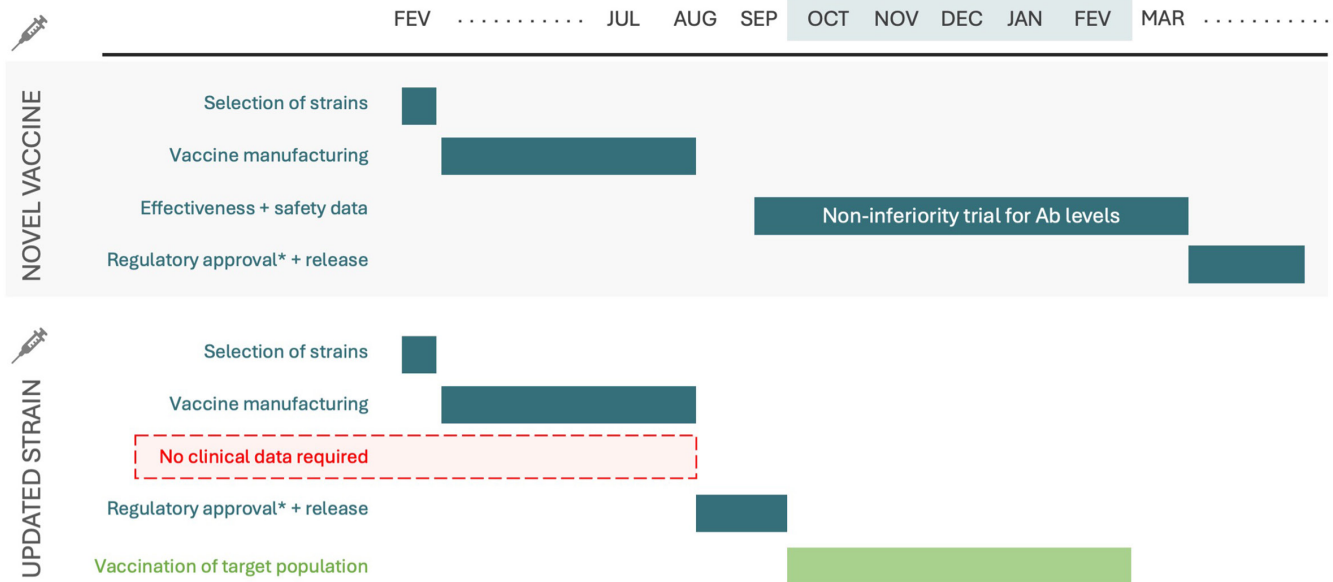 FEV ........... JUL AUG SEP OCT NOV DEC JAN FEV MAR ...........
NOVEL VACCINE
Selection of strains
Vaccine manufacturing
Effectiveness + safety data
Non-inferiority trial for Ab levels
Regulatory approval* + release
UPDATED STRAIN
Selection of strains
Vaccine manufacturing
No clinical data required
Regulatory approval* + release
Vaccination of target population